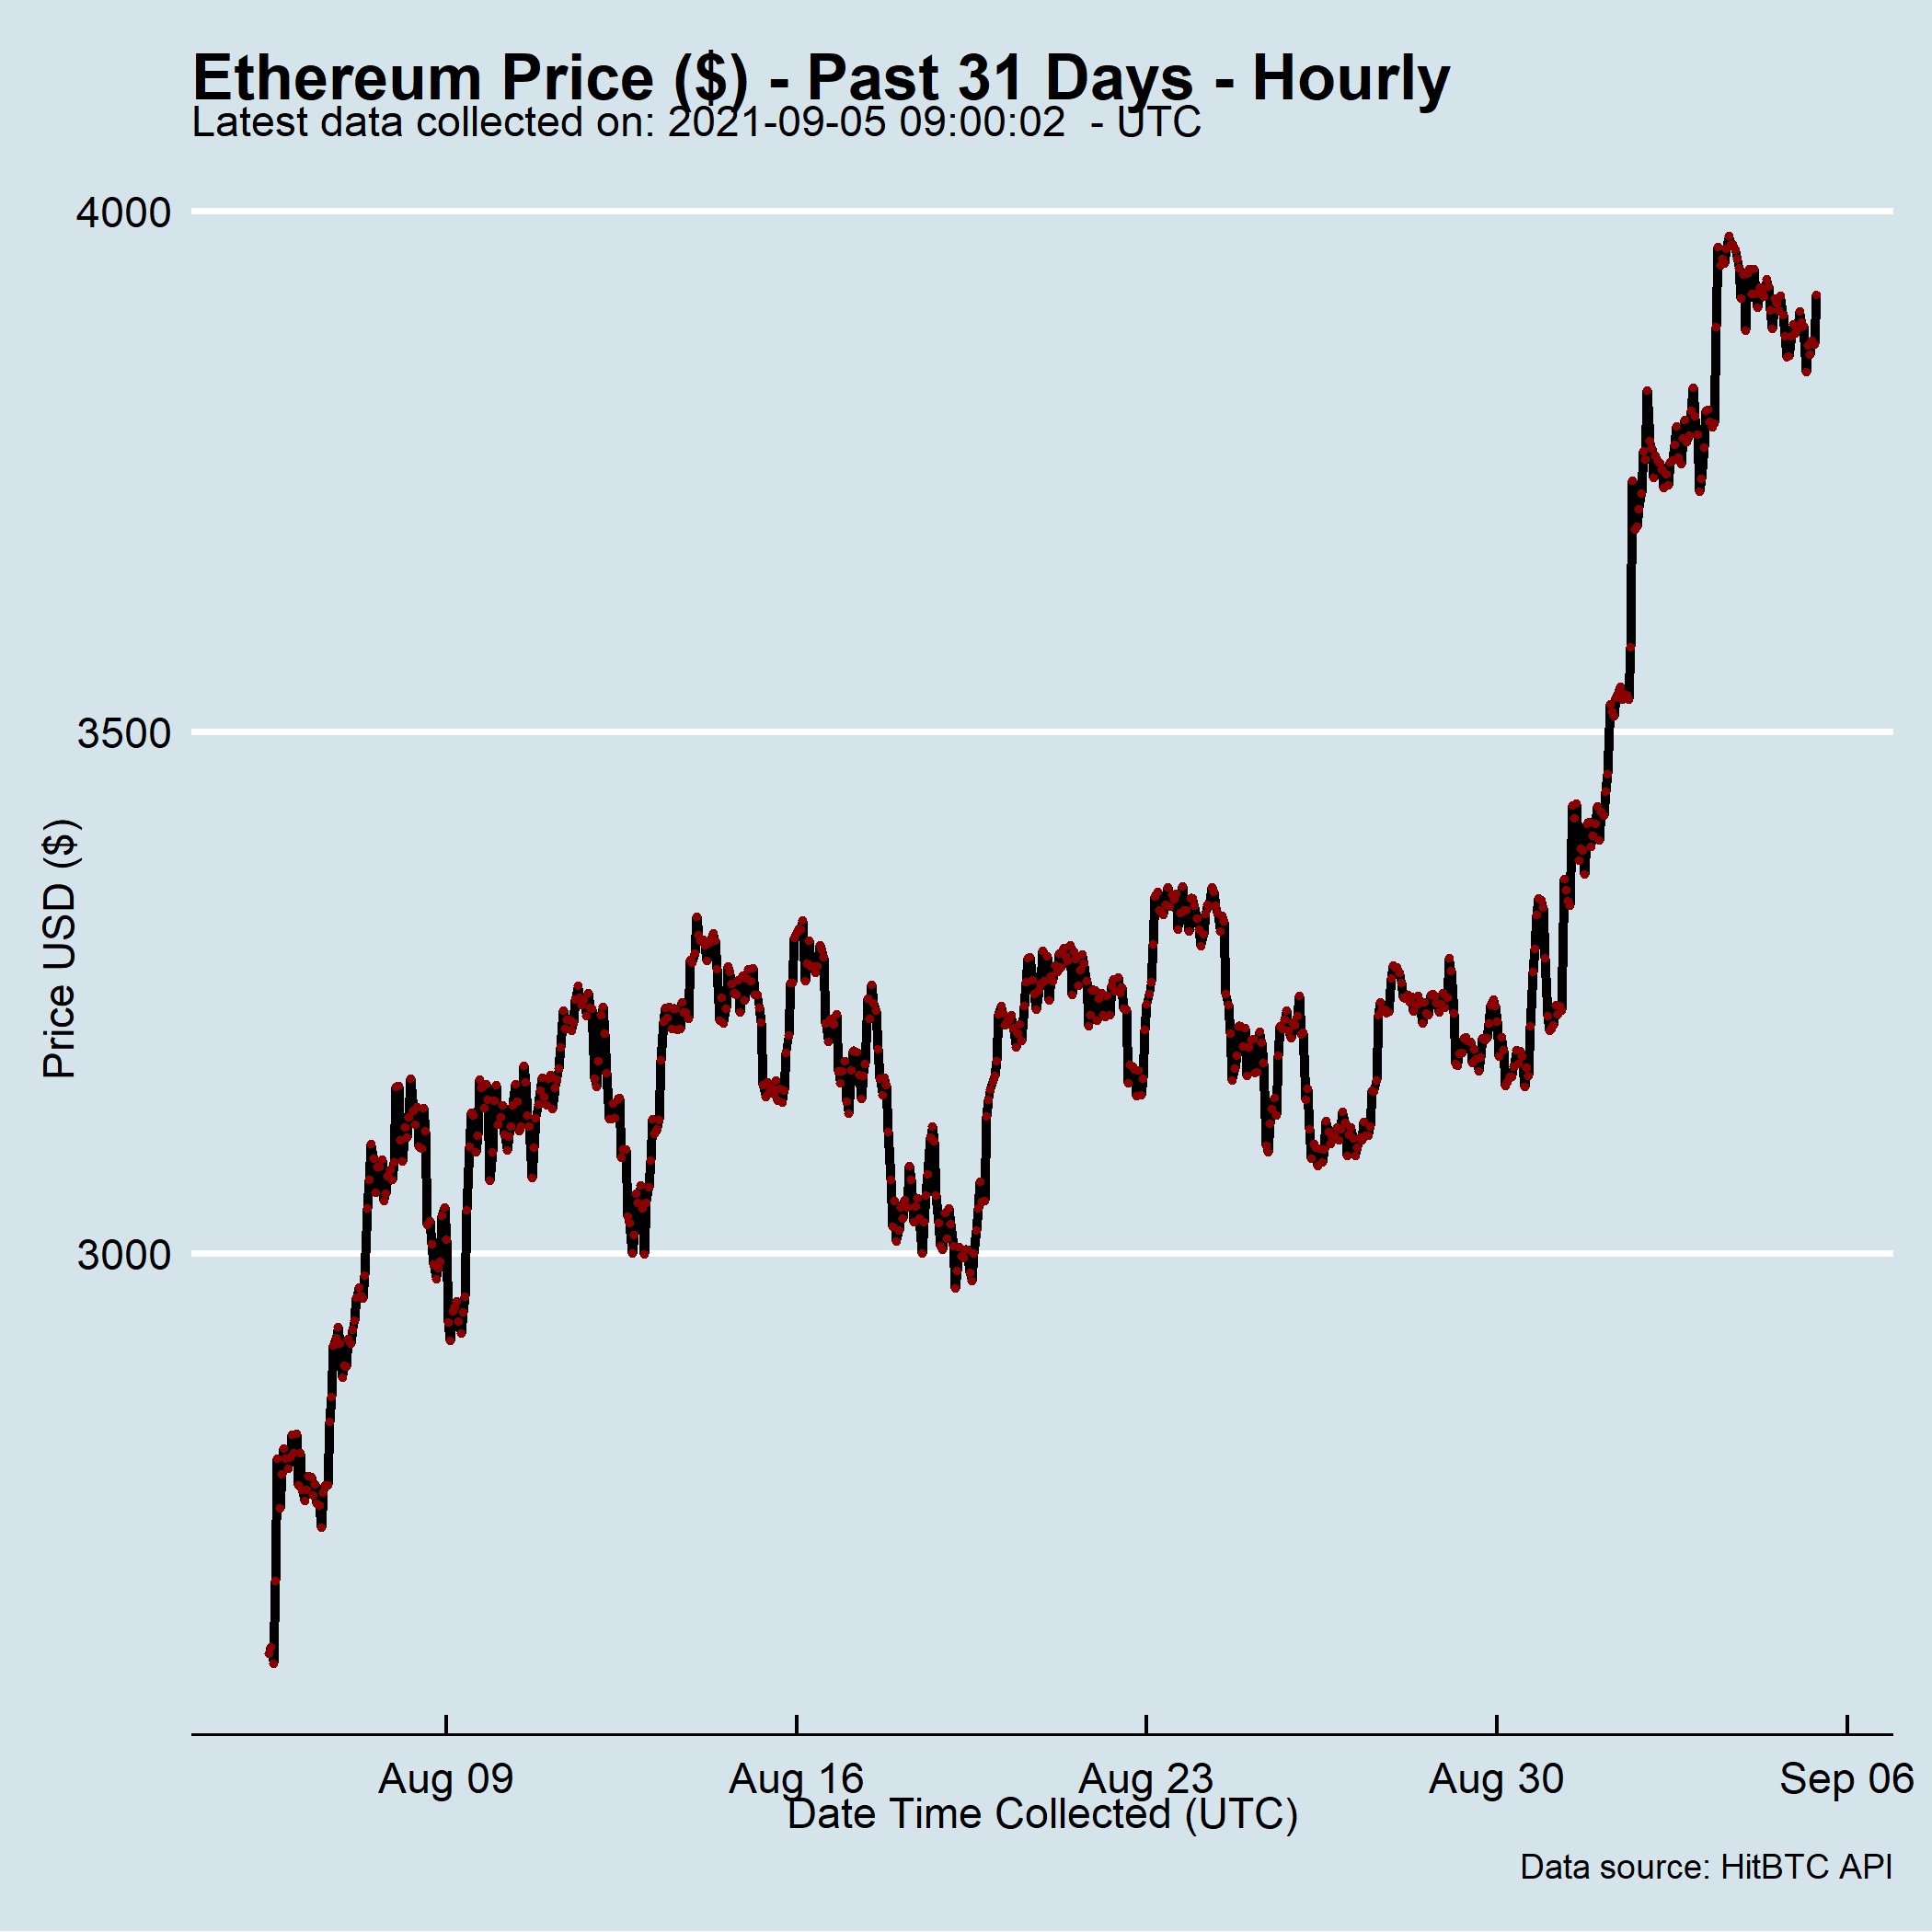 Ethereum Price ($) - Past 31 Days - Hourly
Latest data collected on: 2021-09-05 09:00:02  - UTC
4000
3500
3000
Price USD ($)
Aug 09
Aug 16
Aug 23
Aug 30
Sep 06
Date Time Collected (UTC)
Data source: HitBTC API